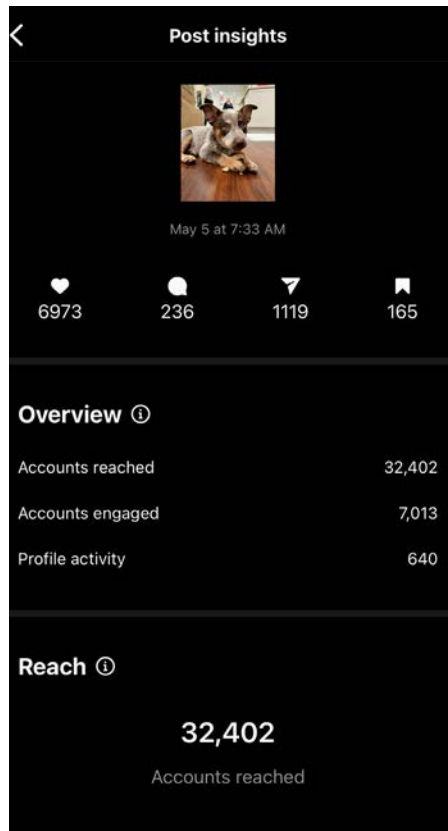 Post insights
May 5 at 7:33 AM
6973 236 1119 165
Overview
Accounts reached 32,402
Accounts engaged 7,013
Profile activity 640
Reach
32,402
Accounts reached